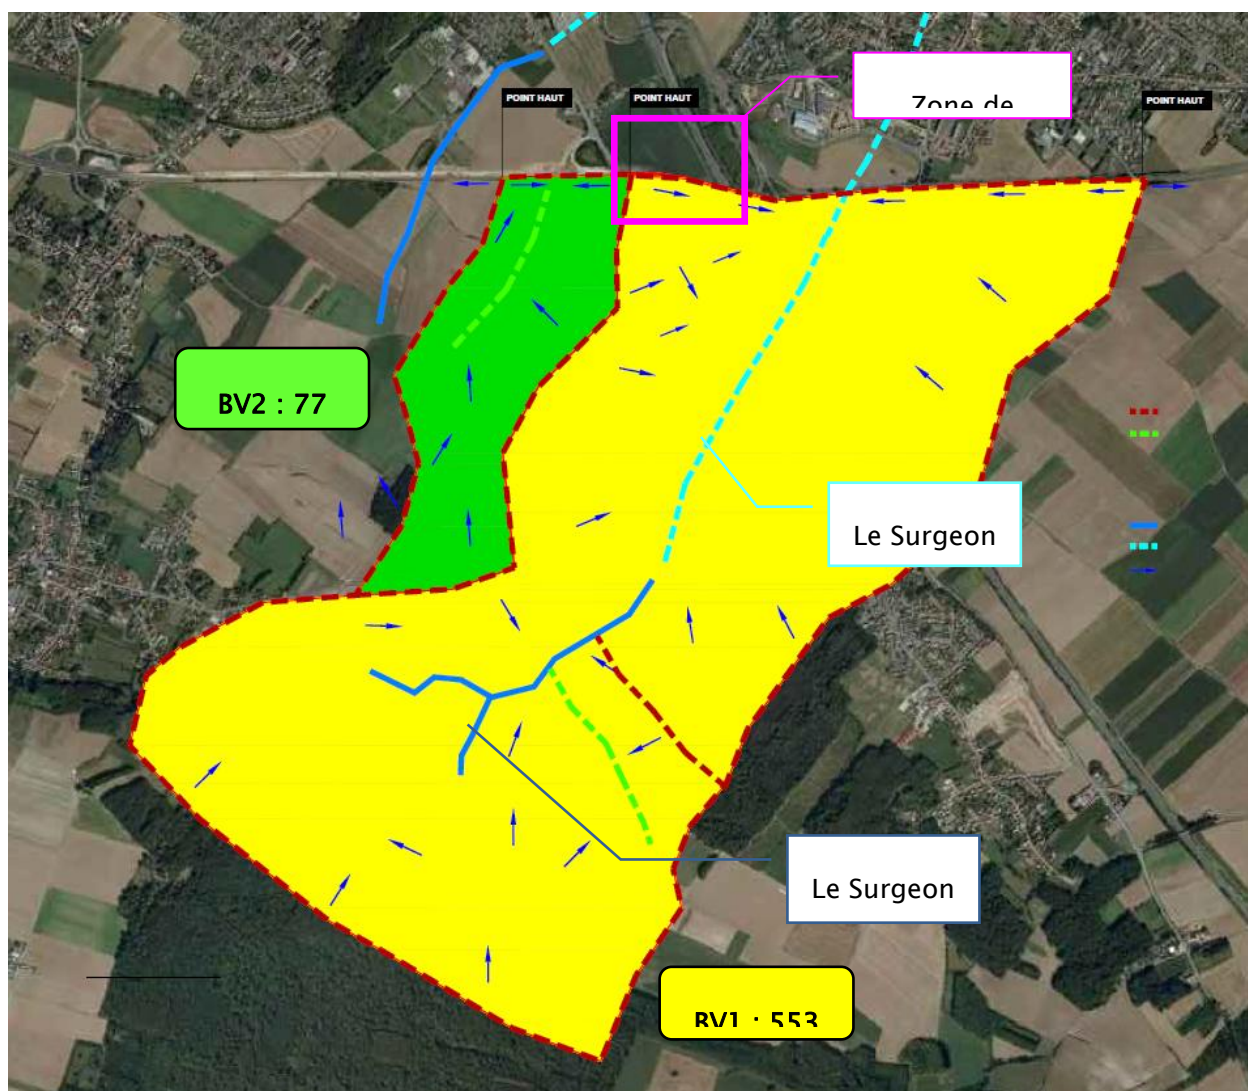 POINT HAUT
POINT HAUT
POINT HAUT
Zone de
BV2 : 77
Le Surgeon
Le Surgeon
BV1 : 553